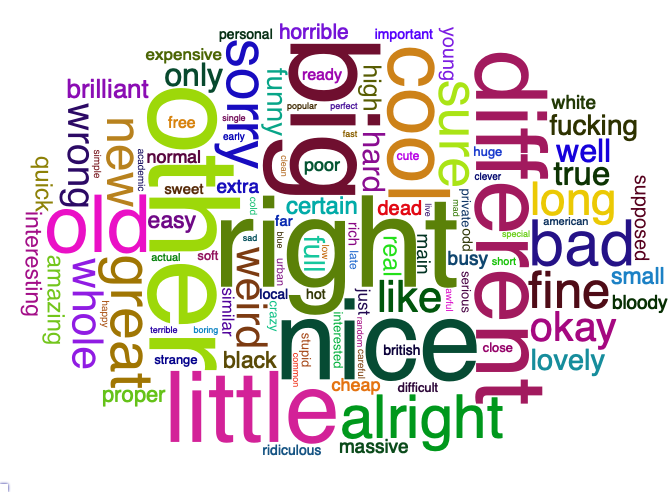 personal
horrible
important
young
expensive
sorry
big
cool
different
only
funny
ready
high
brilliant
popular
perfect
sure
white
other
free
single
early
fast
fucking
wrong
new
normal
academic
clean
poor
hard
cute
huge
well
simple
quick
sweet
extra
clever
true
supposed
old
easy
cold
certain
dead
live
mad
private
odd
long
american
special
interesting
far
right
rich
late
real
main
bad
actual
soft
sad
blue
full
low
busy
short
amazing
whole
great
happy
weird
urban
hot
like
serious
awful
fine
small
bloody
similar
local
crazy
just
terrible
boring
nice
interested
random
careful
okay
strange
black
stupid
common
british
close
lovely
proper
little
cheap
difficult
alright
ridiculous
massive